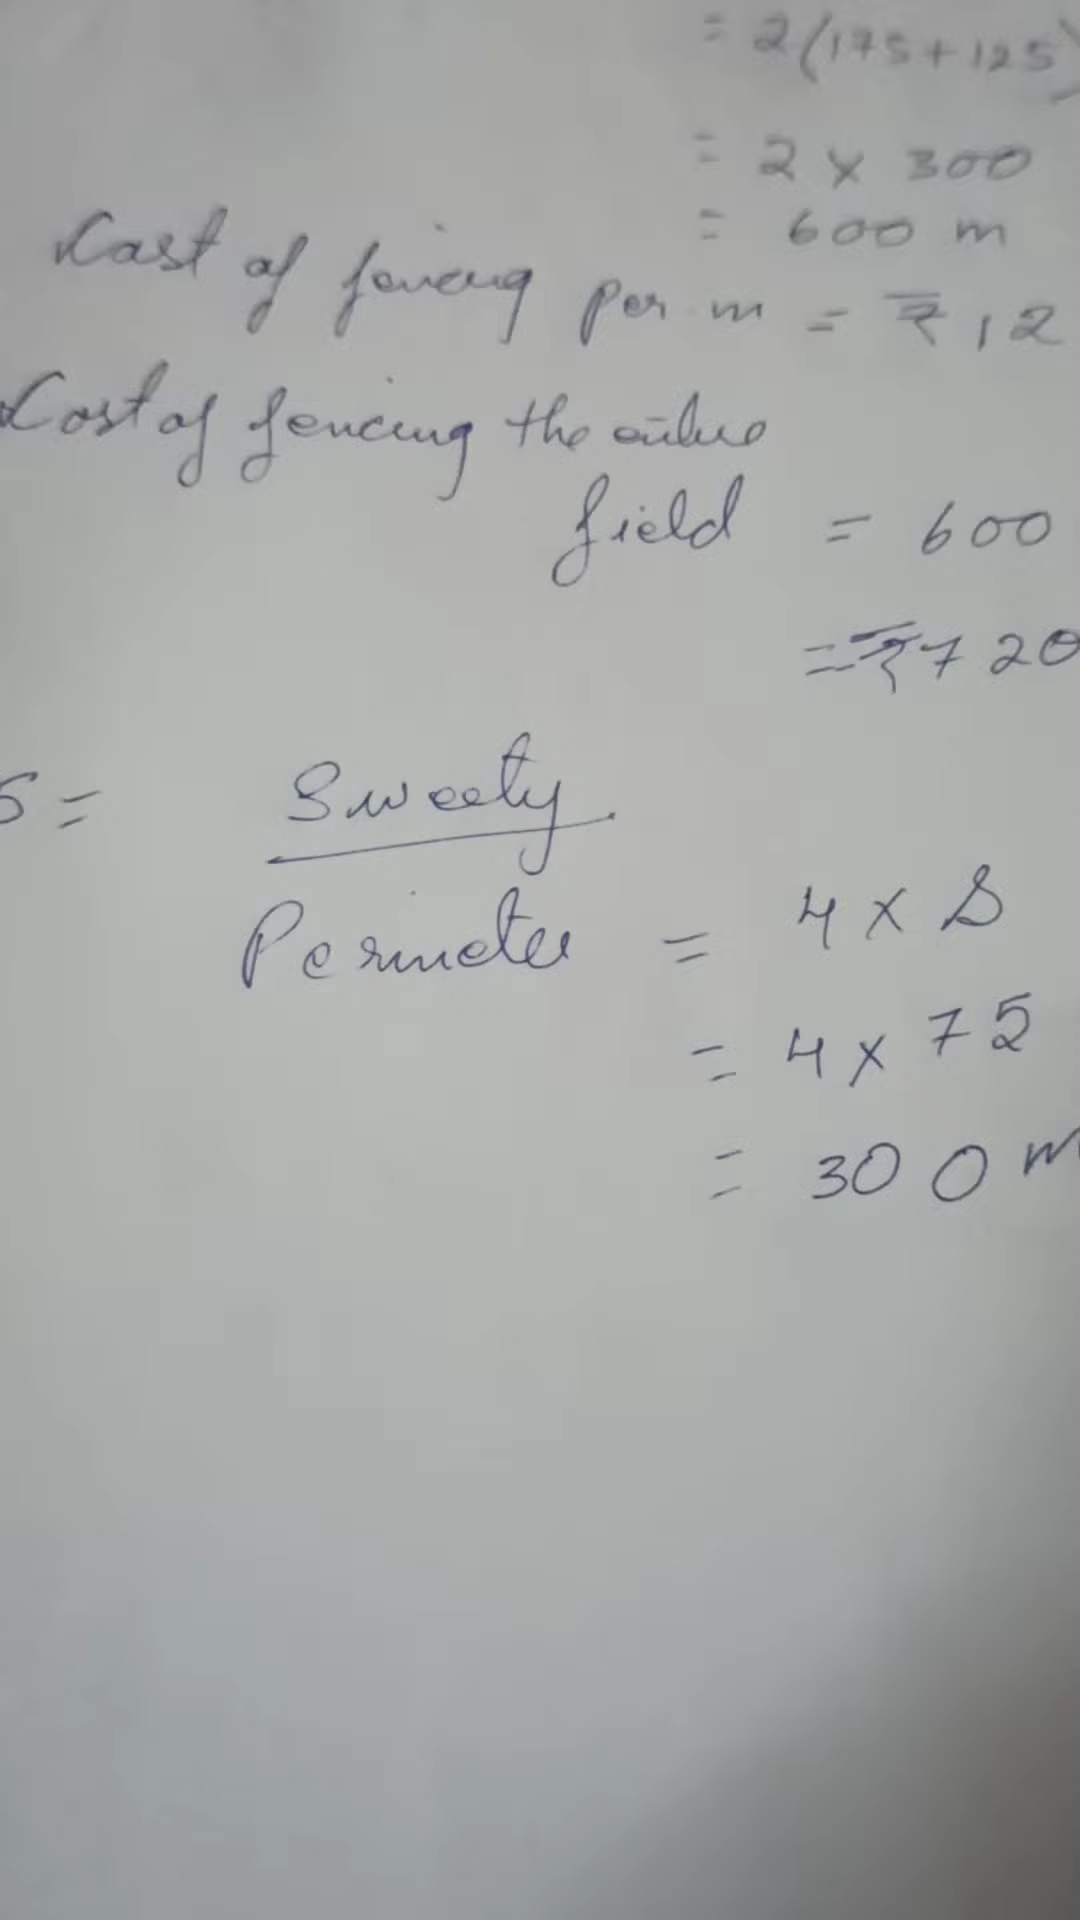 = 2(175+125)
= 2 x 300
= 600 m
Cost of fencing per m = ₹12
Cost of fencing the entire
field = 600
= ₹720
5 =
Sweety
Perimeter = 4 x S
= 4 x 75
= 300 m